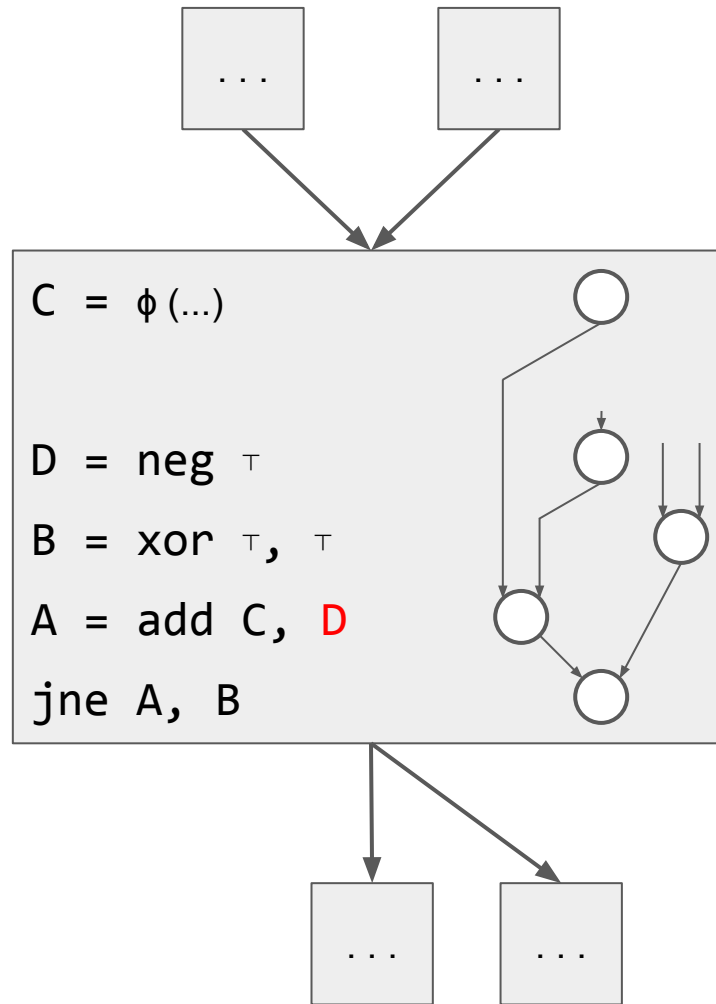 ...
...
C = ϕ(...)
D = neg ⊤
B = xor ⊤, ⊤
A = add C, D
jne A, B
...
...